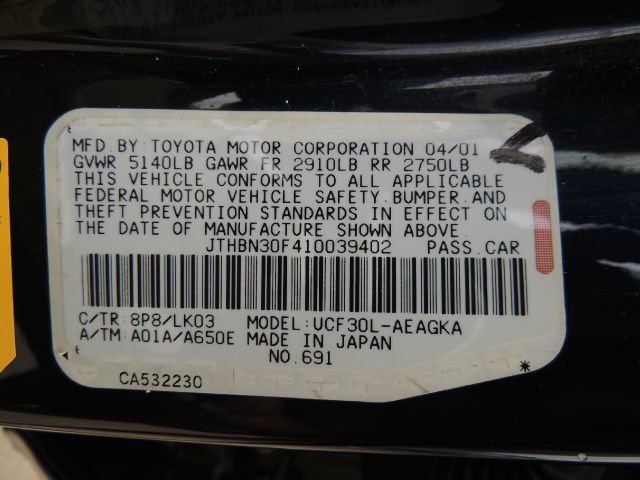 MFD. BY: TOYOTA MOTOR CORPORATION 04/01
GVWR 5140LB GAWR FR 2910LB RR 2750LB
THIS VEHICLE CONFORMS TO ALL APPLICABLE
FEDERAL MOTOR VEHICLE SAFETY, BUMPER, AND
THEFT PREVENTION STANDARDS IN EFFECT ON
THE DATE OF MANUFACTURE SHOWN ABOVE.
JTHBN30F410039402 PASS. CAR
C/TR: 8P8/LK03 MODEL: UCF30L-AEAGKA
A/TM: A01A/A650E MADE IN JAPAN
NO. 691
CA532230 *